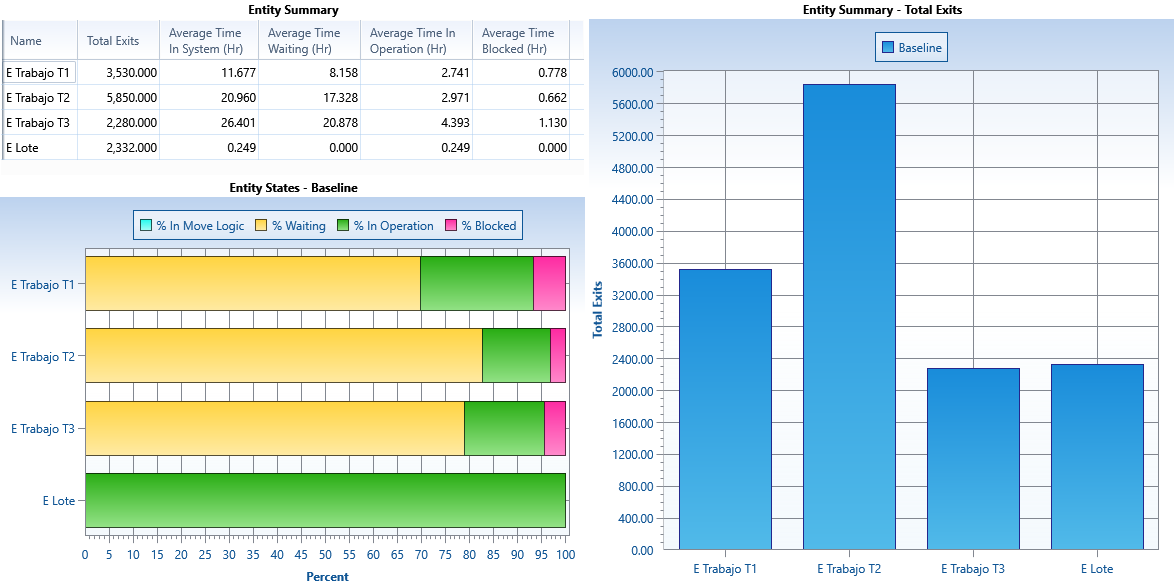 Entity Summary
Name Total Exits Average Time In System (Hr) Average Time Waiting (Hr) Average Time In Operation (Hr) Average Time Blocked (Hr)
E Trabajo T1 3,530.000 11.677 8.158 2.741 0.778
E Trabajo T2 5,850.000 20.960 17.328 2.971 0.662
E Trabajo T3 2,280.000 26.401 20.878 4.393 1.130
E Lote 2,332.000 0.249 0.000 0.249 0.000
Entity States - Baseline
% In Move Logic % Waiting % In Operation % Blocked
E Trabajo T1
E Trabajo T2
E Trabajo T3
E Lote
0 5 10 15 20 25 30 35 40 45 50 55 60 65 70 75 80 85 90 95 100
Percent
Entity Summary - Total Exits
Baseline
Total Exits
6000.00
5600.00
5200.00
4800.00
4400.00
4000.00
3600.00
3200.00
2800.00
2400.00
2000.00
1600.00
1200.00
800.00
400.00
0.00
E Trabajo T1 E Trabajo T2 E Trabajo T3 E Lote